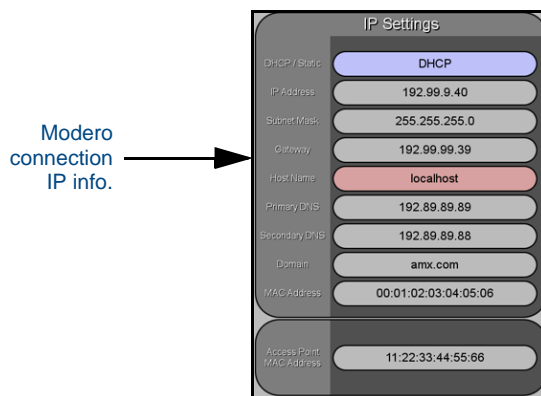 IP Settings
DHCP / Static DHCP
IP Address 192.99.9.40
Subnet Mask 255.255.255.0
Gateway 192.99.99.39
Host Name localhost
Primary DNS 192.89.89.89
Secondary DNS 192.89.89.88
Domain amx.com
MAC Address 00:01:02:03:04:05:06
Access Point
MAC Address 11:22:33:44:55:66
Modero
connection
IP info.